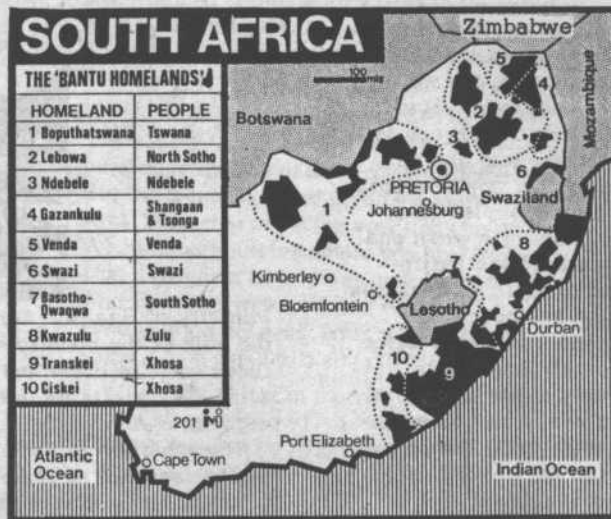 SOUTH AFRICA
THE 'BANTU HOMELANDS'
HOMELAND PEOPLE
1 Boputhatswana Tswana
2 Lebowa North Sotho
3 Ndebele Ndebele
4 Gazankulu Shangaan
& Tsonga
5 Venda Venda
6 Swazi Swazi
7 Basotho-
Qwaqwa South Sotho
8 Kwazulu Zulu
9 Transkei Xhosa
10 Ciskei Xhosa
201
Zimbabwe
100mls
Botswana
Mozambique
5
4
2
3
6
PRETORIA
Johannesburg
Swaziland
1
8
7
Kimberley
Bloemfontein
Lesotho
Durban
10
9
Port Elizabeth
Cape Town
Atlantic
Ocean
Indian Ocean